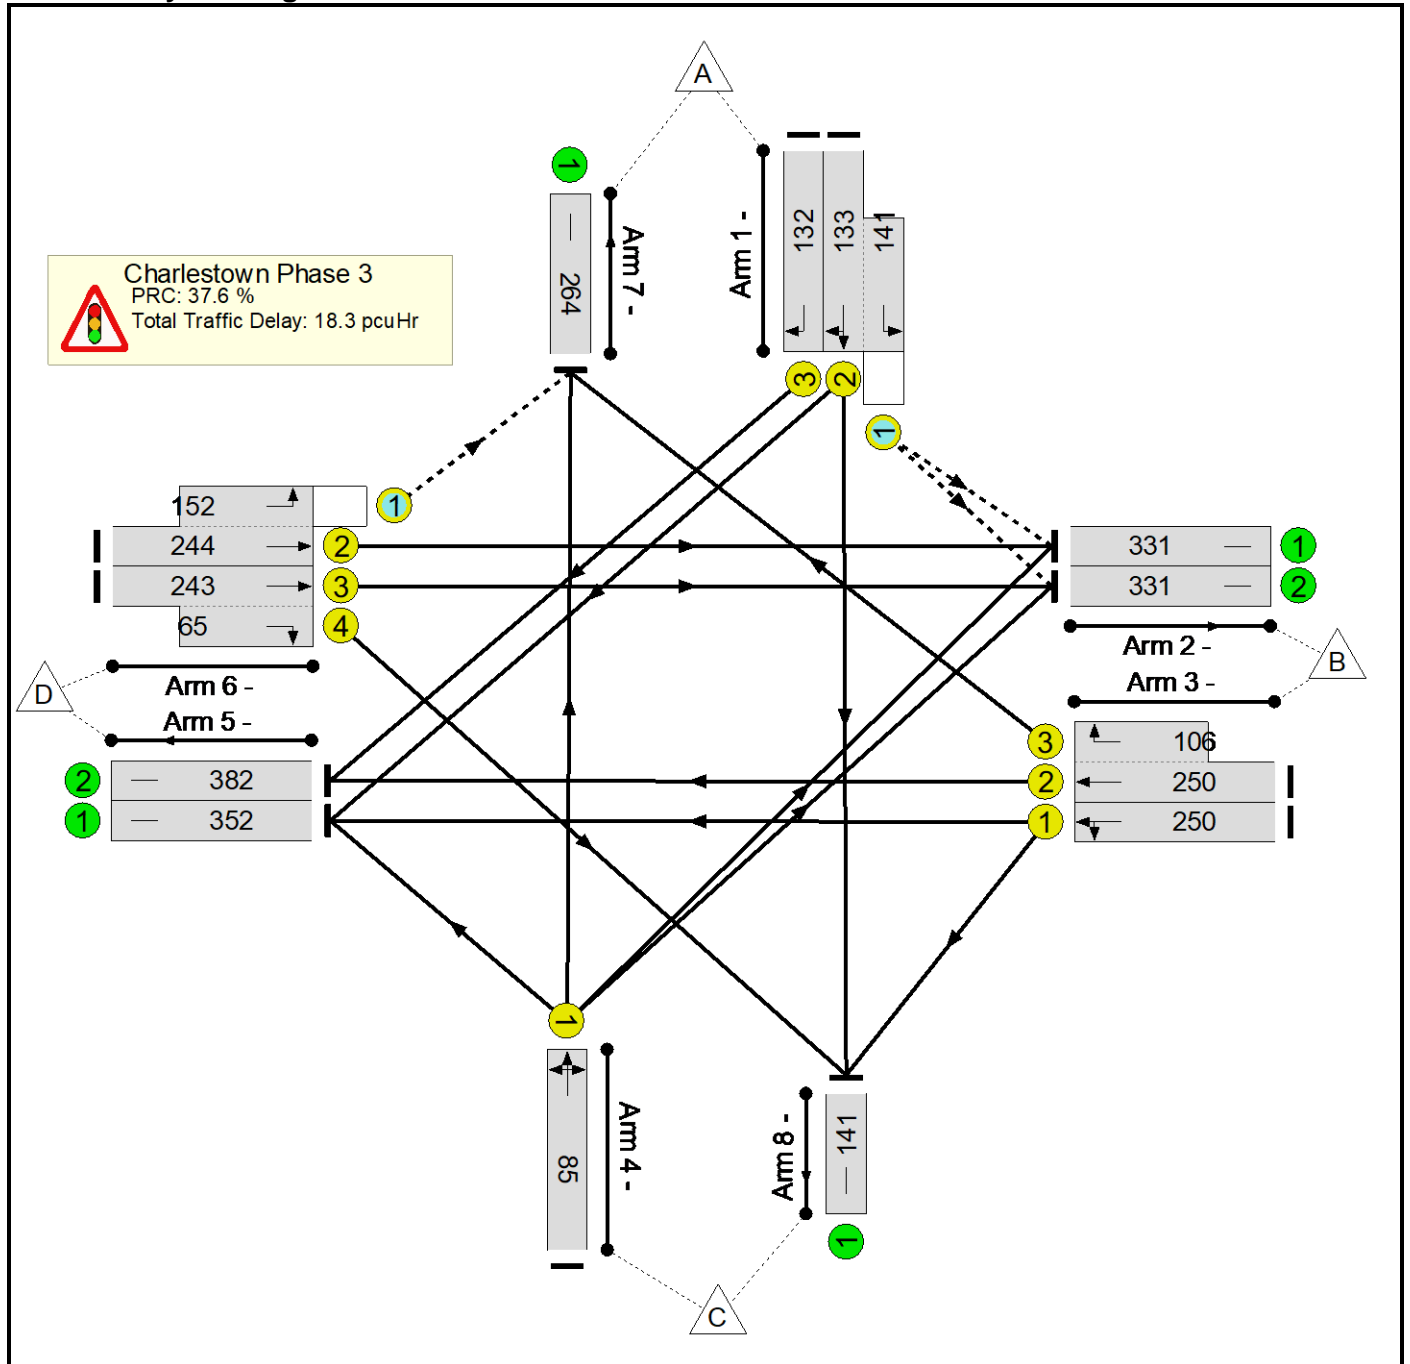 A
1
Arm 7 -
264
Arm 1 -
132
133
141
3
2
1
Charlestown Phase 3
PRC: 37.6 %
Total Traffic Delay: 18.3 pcuHr
152
1
244
2
243
3
65
4
331
1
331
2
Arm 2 -
Arm 3 -
B
D
Arm 6 -
Arm 5 -
2
382
1
352
3
106
2
250
1
250
1
85
Arm 4 -
Arm 8 -
141
1
C